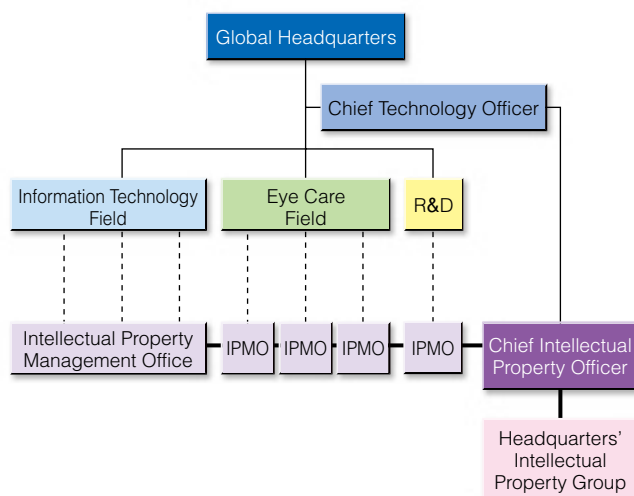 Global Headquarters
Chief Technology Officer
Information Technology
Field
Eye Care
Field
R&D
Intellectual Property
Management Office
IPMO
IPMO
IPMO
IPMO
Chief Intellectual
Property Officer
Headquarters’
Intellectual
Property Group